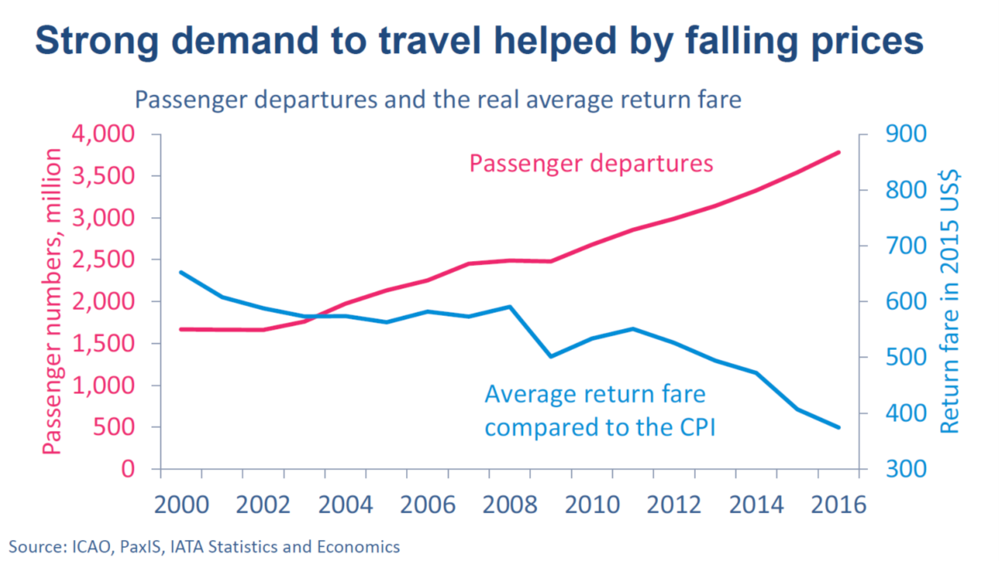 Strong demand to travel helped by falling prices
Passenger departures and the real average return fare
Passenger numbers, million
4,000
3,500
3,000
2,500
2,000
1,500
1,000
500
0
Passenger departures
Average return fare
compared to the CPI
900
800
700
600
500
400
300
Return fare in 2015 US$
2000 2002 2004 2006 2008 2010 2012 2014 2016
Source: ICAO, PaxIS, IATA Statistics and Economics